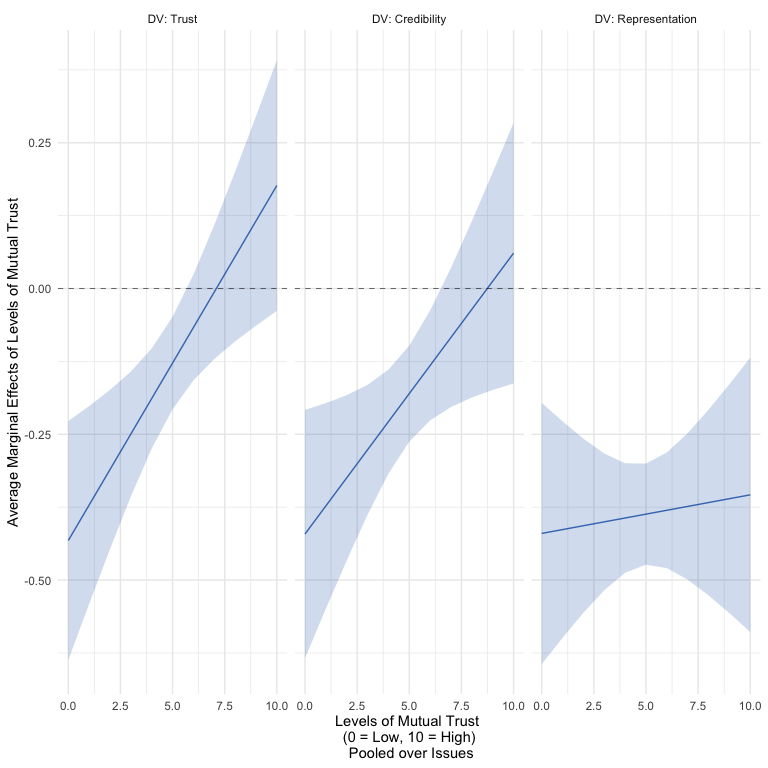 DV: Trust
DV: Credibility
DV: Representation
Average Marginal Effects of Levels of Mutual Trust
0.25
0.00
-0.25
-0.50
0.0 2.5 5.0 7.5 10.0
0.0 2.5 5.0 7.5 10.0
0.0 2.5 5.0 7.5 10.0
Levels of Mutual Trust
(0 = Low, 10 = High)
Pooled over Issues